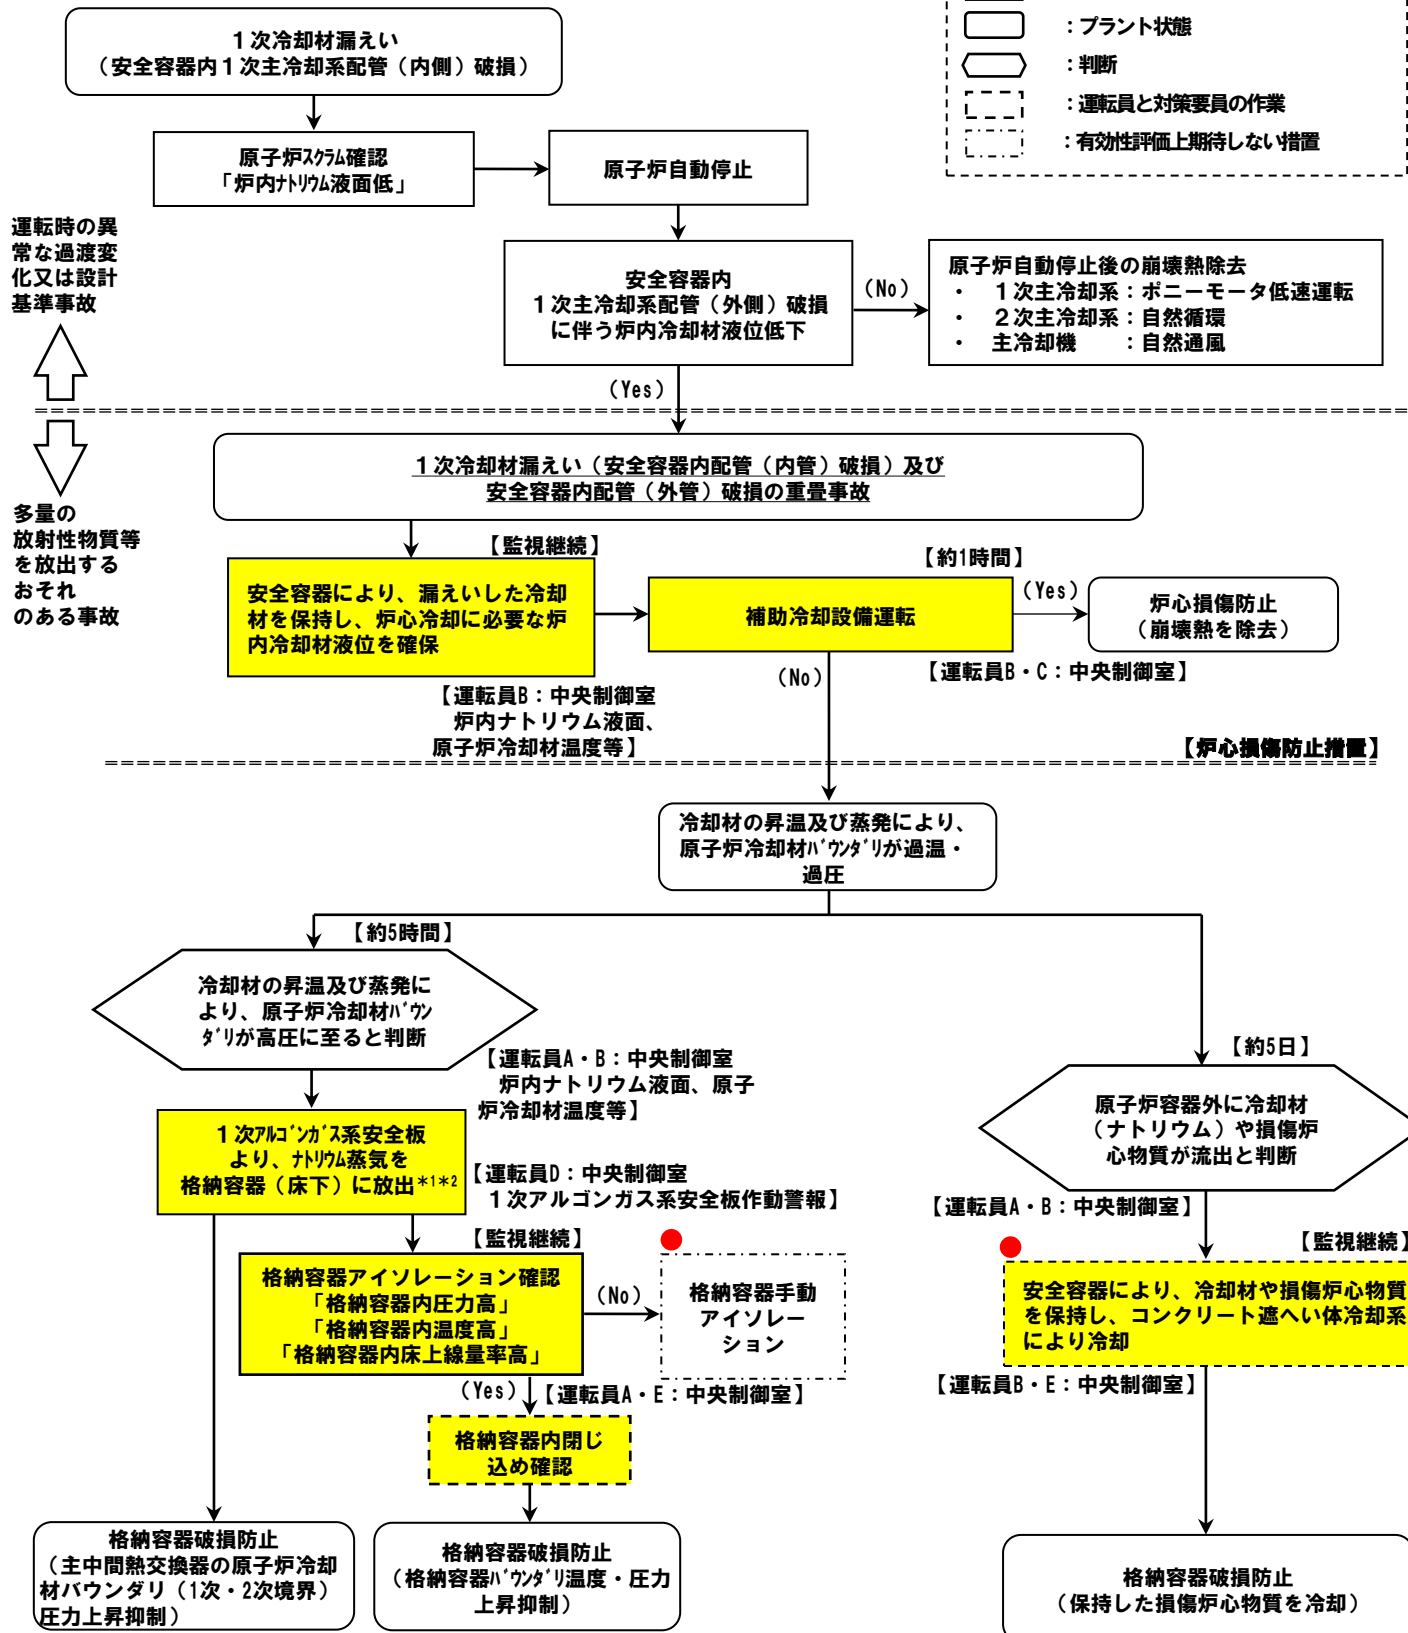 ：プラント状態
：判断
：運転員と対策要員の作業
：有効性評価上期待しない措置
１次冷却材漏えい
（安全容器内１次主冷却系配管（内側）破損）
原子炉ｽｸﾗﾑ確認
「炉内ﾅﾄﾘｳﾑ液面低」
原子炉自動停止
運転時の異
常な過渡変
化又は設計
基準事故
安全容器内
１次主冷却系配管（外側）破損
に伴う炉内冷却材液位低下
（No）
原子炉自動停止後の崩壊熱除去
・　１次主冷却系：ポニーモータ低速運転
・　２次主冷却系：自然循環
・　主冷却機　　：自然通風
（Yes）
１次冷却材漏えい（安全容器内配管（内管）破損）及び
安全容器内配管（外管）破損の重畳事故
多量の
放射性物質等
を放出する
おそれ
のある事故
【監視継続】
安全容器により、漏えいした冷却
材を保持し、炉心冷却に必要な炉
内冷却材液位を確保
【運転員B：中央制御室
炉内ナトリウム液面、
原子炉冷却材温度等】
【約1時間】
補助冷却設備運転
（Yes）
炉心損傷防止
（崩壊熱を除去）
（No）
【運転員B・C：中央制御室】
【炉心損傷防止措置】
冷却材の昇温及び蒸発により、
原子炉冷却材ﾊﾞｳﾝﾀﾞﾘが過温・
過圧
【約5時間】
冷却材の昇温及び蒸発に
より、原子炉冷却材ﾊﾞｳﾝ
ﾀﾞﾘが高圧に至ると判断
【運転員A・B：中央制御室
炉内ナトリウム液面、原子
炉冷却材温度等】
１次ｱﾙｺﾞﾝｶﾞｽ系安全板
より、ﾅﾄﾘｳﾑ蒸気を
格納容器（床下）に放出*1*2
【運転員D：中央制御室
１次アルゴンガス系安全板作動警報】
【監視継続】
格納容器アイソレーション確認
「格納容器内圧力高」
「格納容器内温度高」
「格納容器内床上線量率高」
（No）
格納容器手動
アイソレー
ション
（Yes）
【運転員A・E：中央制御室】
格納容器内閉じ
込め確認
【約5日】
原子炉容器外に冷却材
（ナトリウム）や損傷炉
心物質が流出と判断
【運転員A・B：中央制御室】
【監視継続】
安全容器により、冷却材や損傷炉心物質
を保持し、コンクリート遮へい体冷却系
により冷却
【運転員B・E：中央制御室】
格納容器破損防止
（主中間熱交換器の原子炉冷却
材バウンダリ（1次・2次境界）
圧力上昇抑制）
格納容器破損防止
（格納容器ﾊﾞｳﾝﾀﾞﾘ温度・圧力
上昇抑制）
格納容器破損防止
（保持した損傷炉心物質を冷却）